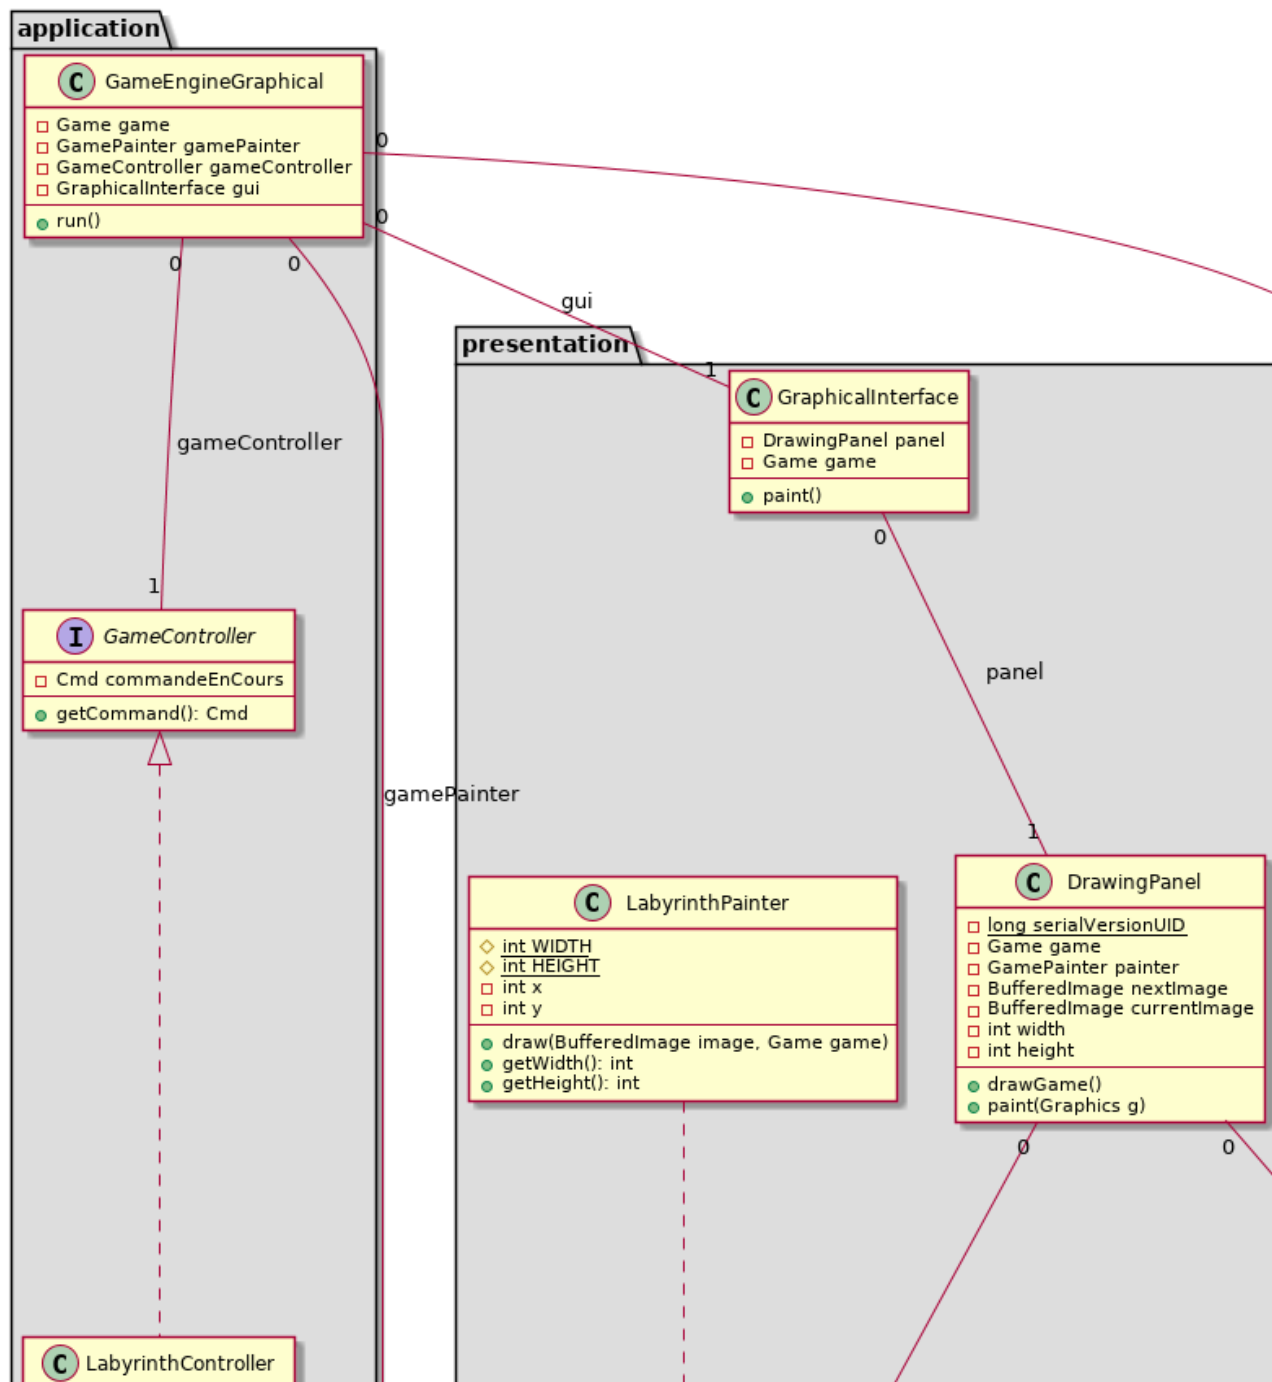 application
C GameEngineGraphical
Game game
GamePainter gamePainter
GameController gameController
GraphicalInterface gui
run()
0
0
0
0
gui
gameController
1
I GameController
Cmd commandeEnCours
getCommand(): Cmd
gamePainter
C LabyrinthController
presentation
1
C GraphicalInterface
DrawingPanel panel
Game game
paint()
0
panel
1
C LabyrinthPainter
int WIDTH
int HEIGHT
int x
int y
draw(BufferedImage image, Game game)
getWidth(): int
getHeight(): int
C DrawingPanel
long serialVersionUID
Game game
GamePainter painter
BufferedImage nextImage
BufferedImage currentImage
int width
int height
drawGame()
paint(Graphics g)
0
0